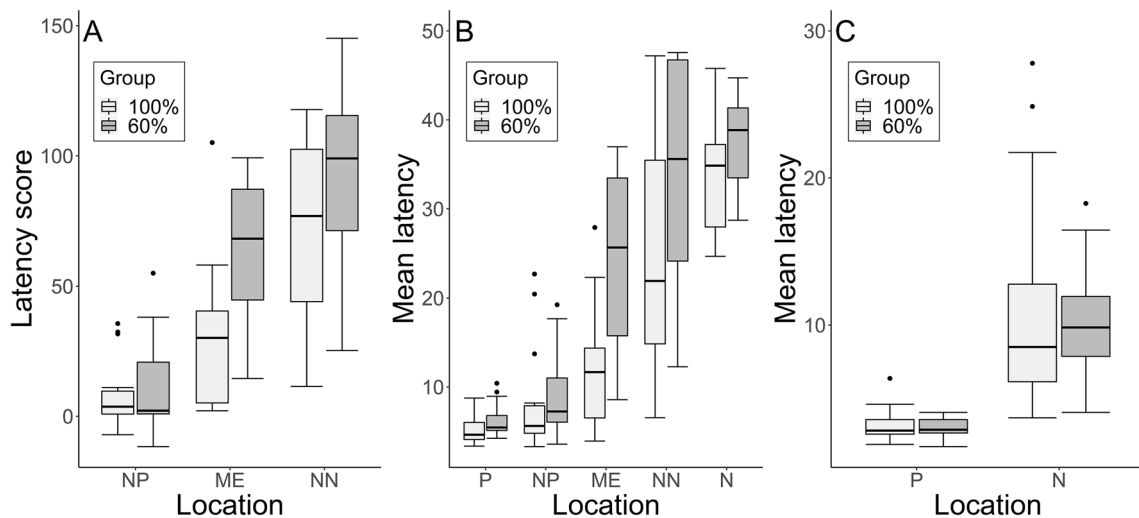 A
Latency score
150
100
50
0
Group
100%
60%
NP ME NN
Location
B
Mean latency
50
40
30
20
10
Group
100%
60%
P NP ME NN N
Location
C
Mean latency
30
20
10
Group
100%
60%
P N
Location